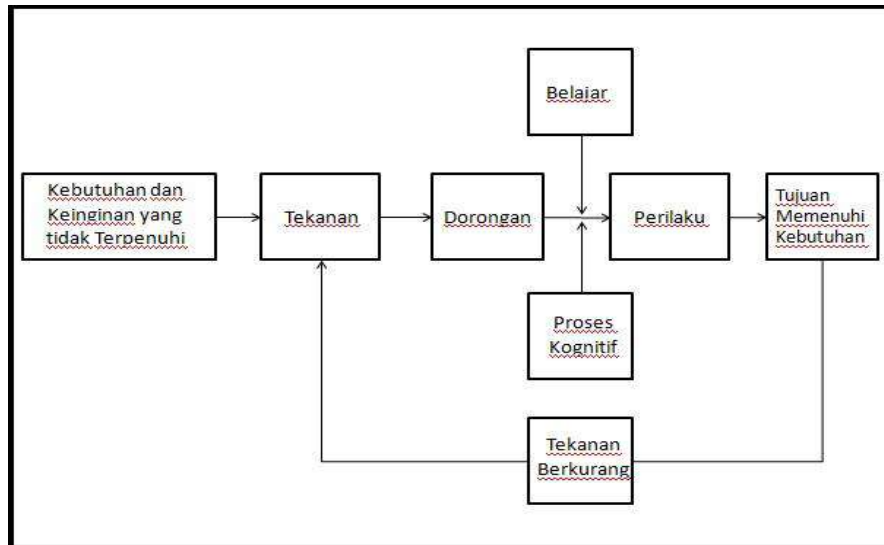 Belajar
Kebutuhan dan
Keinginan yang
tidak Terpenuhi
Tekanan
Dorongan
Perilaku
Tujuan
Memenuhi
Kebutuhan
Proses
Kognitif
Tekanan
Berkurang